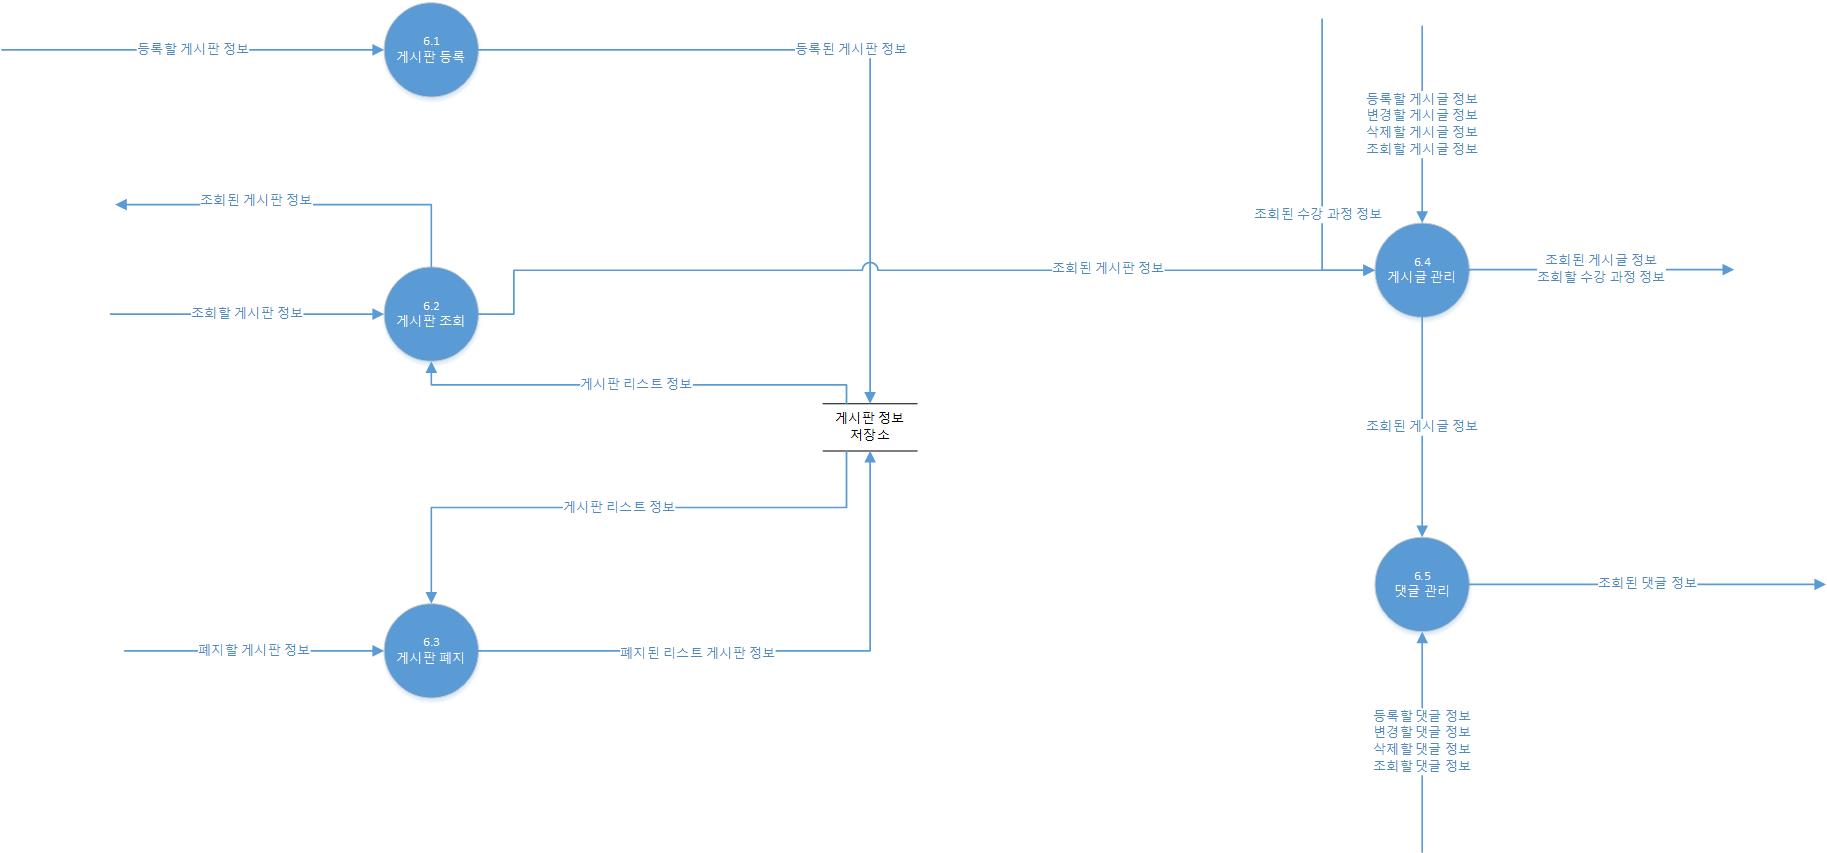 등록할 게시판 정보
6.1
게시판 등록
등록된 게시판 정보
등록할 게시글 정보
변경할 게시글 정보
삭제할 게시글 정보
조회할 게시글 정보
조회된 게시판 정보
조회된 수강 과정 정보
조회할 게시판 정보
6.2
게시판 조회
조회된 게시판 정보
6.4
게시글 관리
조회된 게시글 정보
조회할 수강 과정 정보
게시판 리스트 정보
게시판 정보
저장소
조회된 게시글 정보
게시판 리스트 정보
6.5
댓글 관리
조회된 댓글 정보
폐지할 게시판 정보
6.3
게시판 폐지
폐지된 리스트 게시판 정보
등록할 댓글 정보
변경할 댓글 정보
삭제할 댓글 정보
조회할 댓글 정보